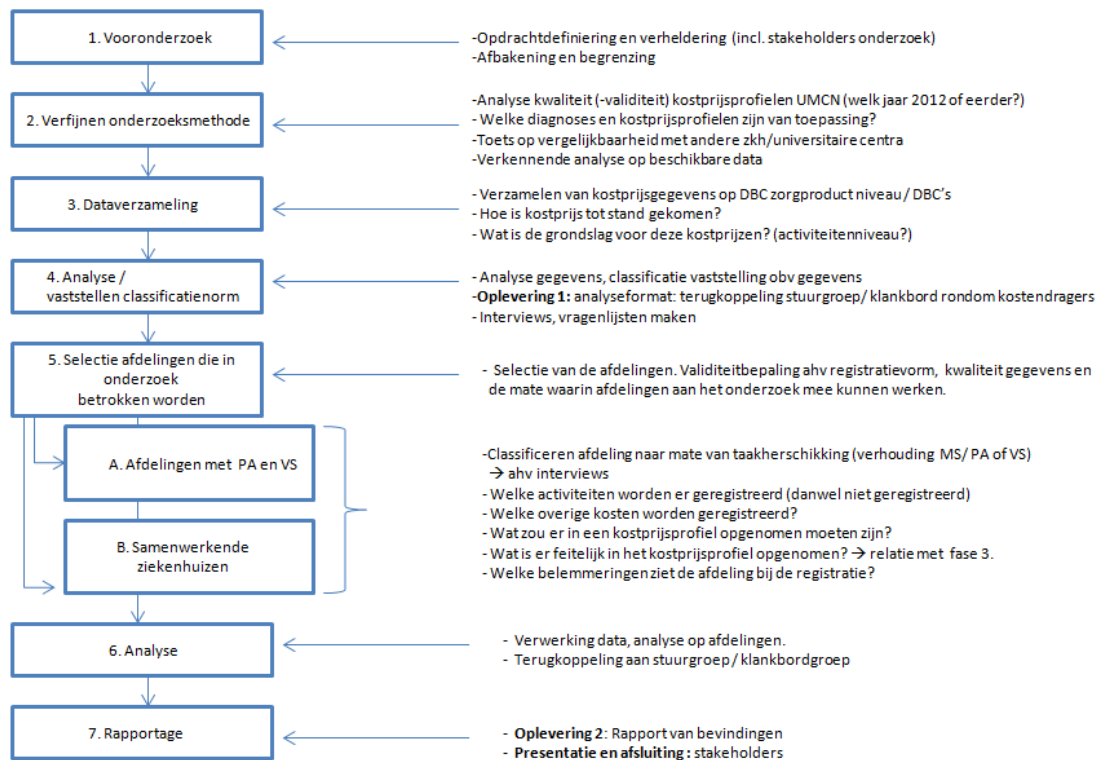 1. Vooronderzoek
-Opdrachtdefiniering en verheldering (incl. stakeholders onderzoek)
-Afbakening en begrenzing
2. Verfijnen onderzoeksmethode
-Analyse kwaliteit (-validiteit) kostprijsprofielen UMCN (welk jaar 2012 of eerder?)
- Welke diagnoses en kostprijsprofielen zijn van toepassing?
-Toets op vergelijkbaarheid met andere zkh/universitaire centra
-Verkennende analyse op beschikbare data
3. Dataverzameling
-Verzamelen van kostprijsgegevens op DBC zorgproduct niveau/ DBC's
- Hoe is kostprijs tot stand gekomen?
- Wat is de grondslag voor deze kostprijzen? (activiteitenniveau?)
4. Analyse /
vaststellen classificatienorm
- Analyse gegevens, classificatie vaststelling obv gegevens
-Oplevering 1: analyseformat: terugkoppeling stuurgroep/ klankbord rondom kostendragers
- Interviews, vragenlijsten maken
5. Selectie afdelingen die in
onderzoek
betrokken worden
- Selectie van de afdelingen. Validiteitbepaling ahv registratievorm, kwaliteit gegevens en
de mate waarin afdelingen aan het onderzoek mee kunnen werken.
A. Afdelingen met PA en VS
B. Samenwerkende
ziekenhuizen
-Classificeren afdeling naar mate van taakherschikking (verhouding MS/ PA of VS)
→ ahv interviews
- Welke activiteiten worden er geregistreerd (danwel niet geregistreerd)
- Welke overige kosten worden geregistreerd?
- Wat zou er in een kostprijsprofiel opgenomen moeten zijn?
- Wat is er feitelijk in het kostprijsprofiel opgenomen? → relatie met fase 3.
- Welke belemmeringen ziet de afdeling bij de registratie?
6. Analyse
- Verwerking data, analyse op afdelingen.
- Terugkoppeling aan stuurgroep / klankbordgroep
7. Rapportage
- Oplevering 2: Rapport van bevindingen
- Presentatie en afsluiting : stakeholders